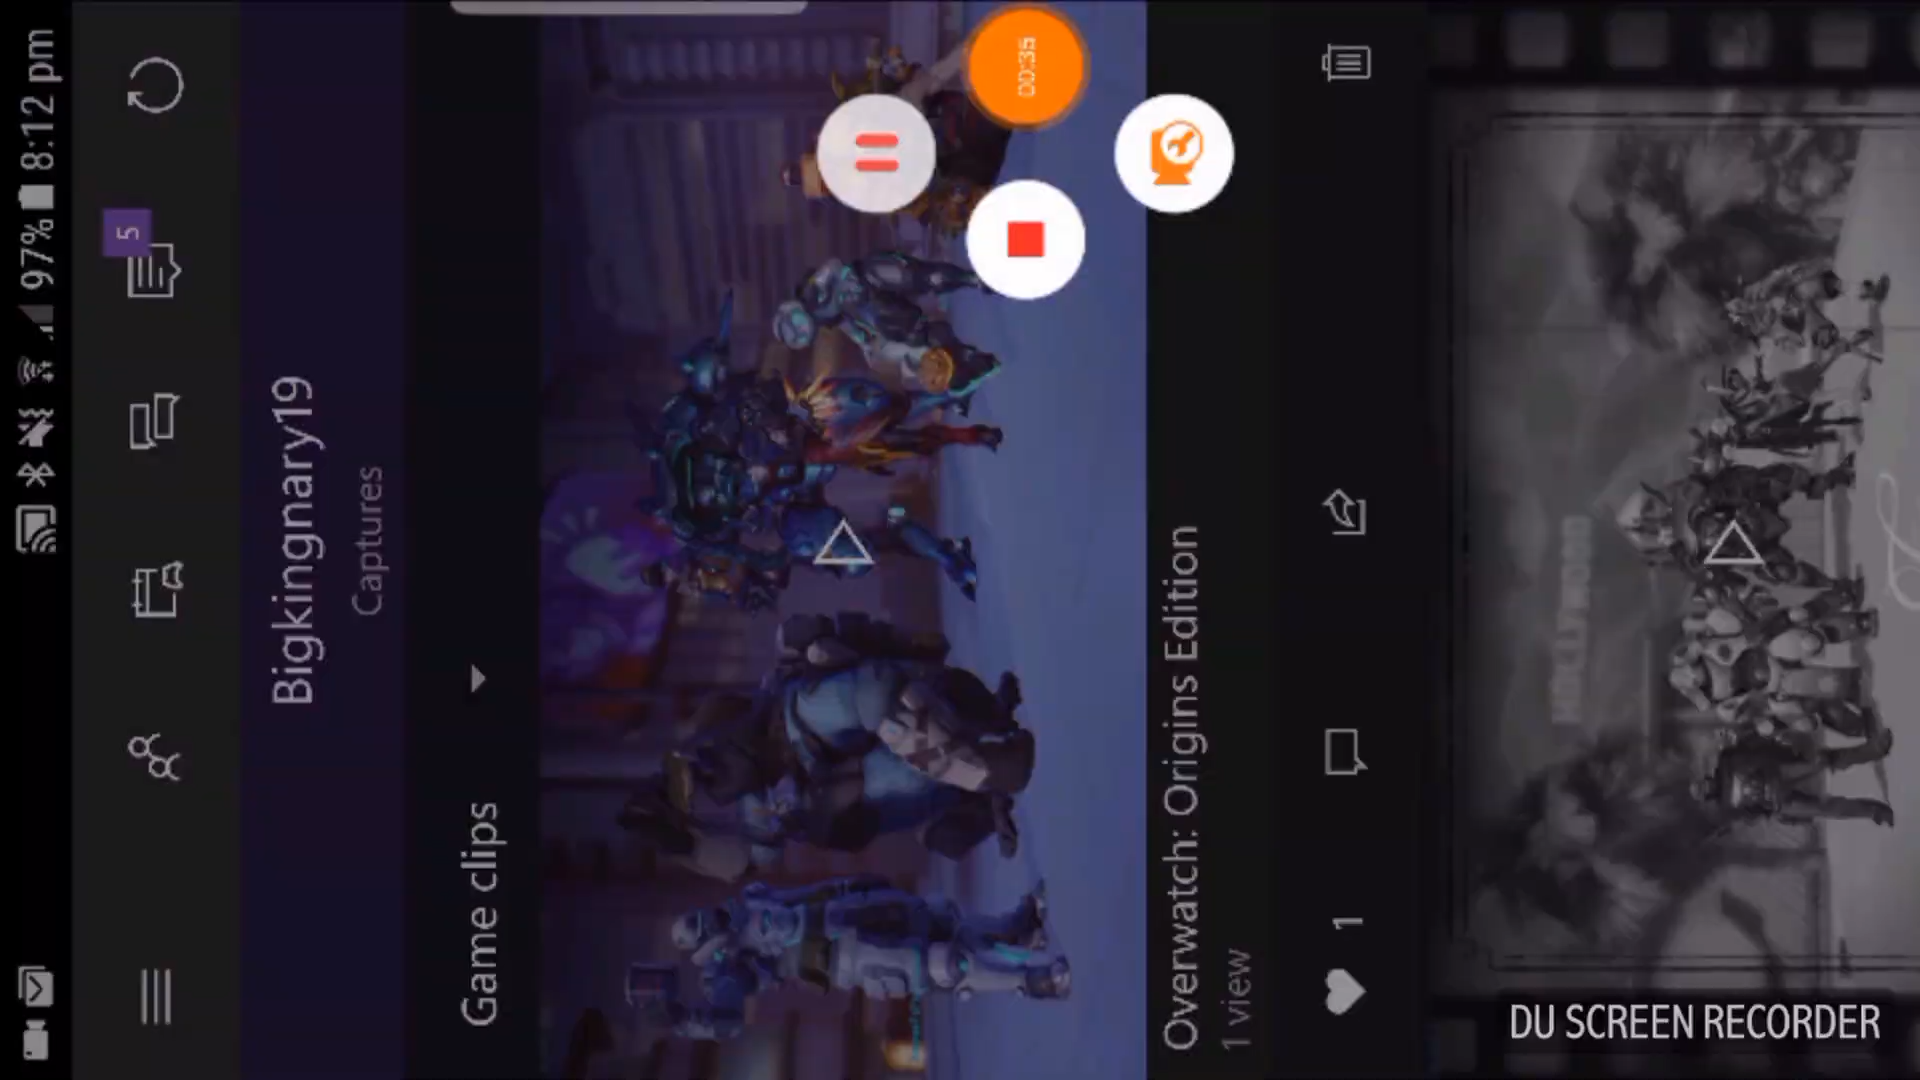 97% 8:12 pm
5
Bigkingnary19
Captures
Game clips
00:35
Overwatch: Origins Edition
1 view
1
HOLLYWOOD
DU SCREEN RECORDER